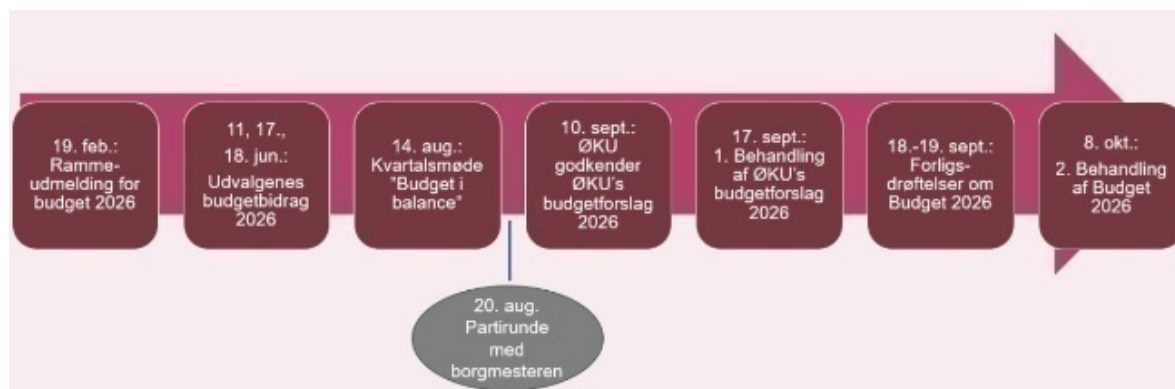 19. feb.:
Ramme-
udmelding for
budget 2026
11, 17.,
18. jun.:
Udvalgenes
budgetbidrag
2026
14. aug.:
Kvartalsmøde
"Budget i
balance"
20. aug.
Partirunde
med
borgmesteren
10. sept.:
ØKU
godkender
ØKU's
budgetforslag
2026
17. sept.:
1. Behandling
af ØKU's
budgetforslag
2026
18.-19. sept.:
Forligs-
drøftelser om
Budget 2026
8. okt.:
2. Behandling
af Budget
2026